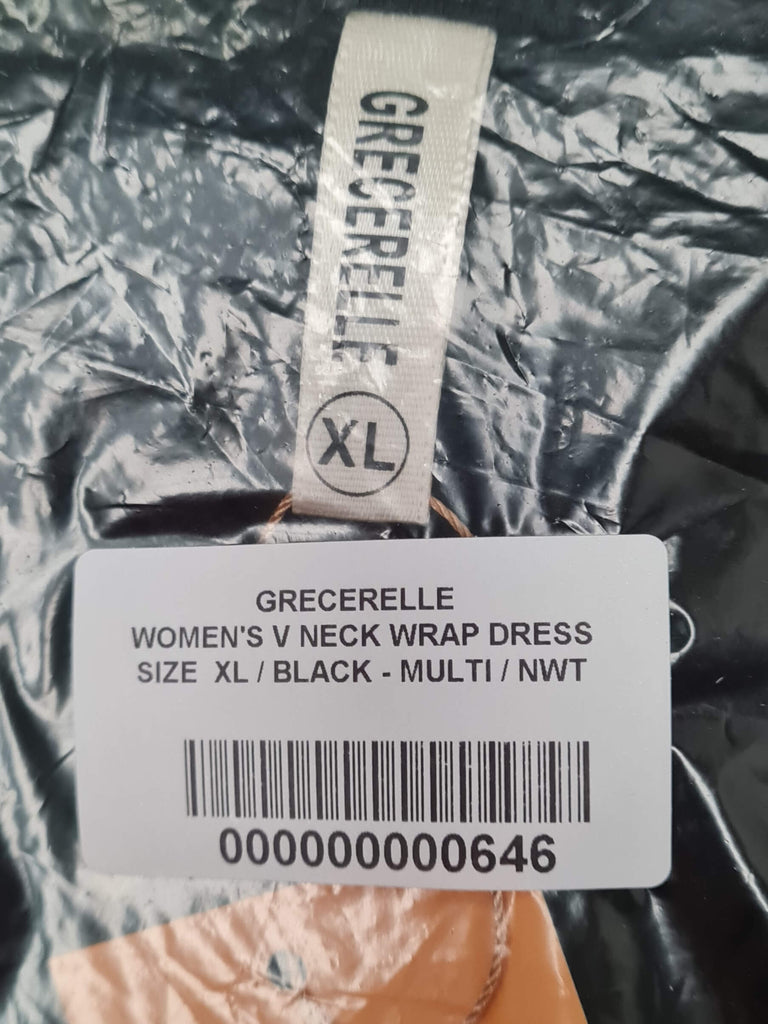 GRECERELLE
XL
GRECERELLE
WOMEN'S V NECK WRAP DRESS
SIZE XL / BLACK - MULTI / NWT
000000000646